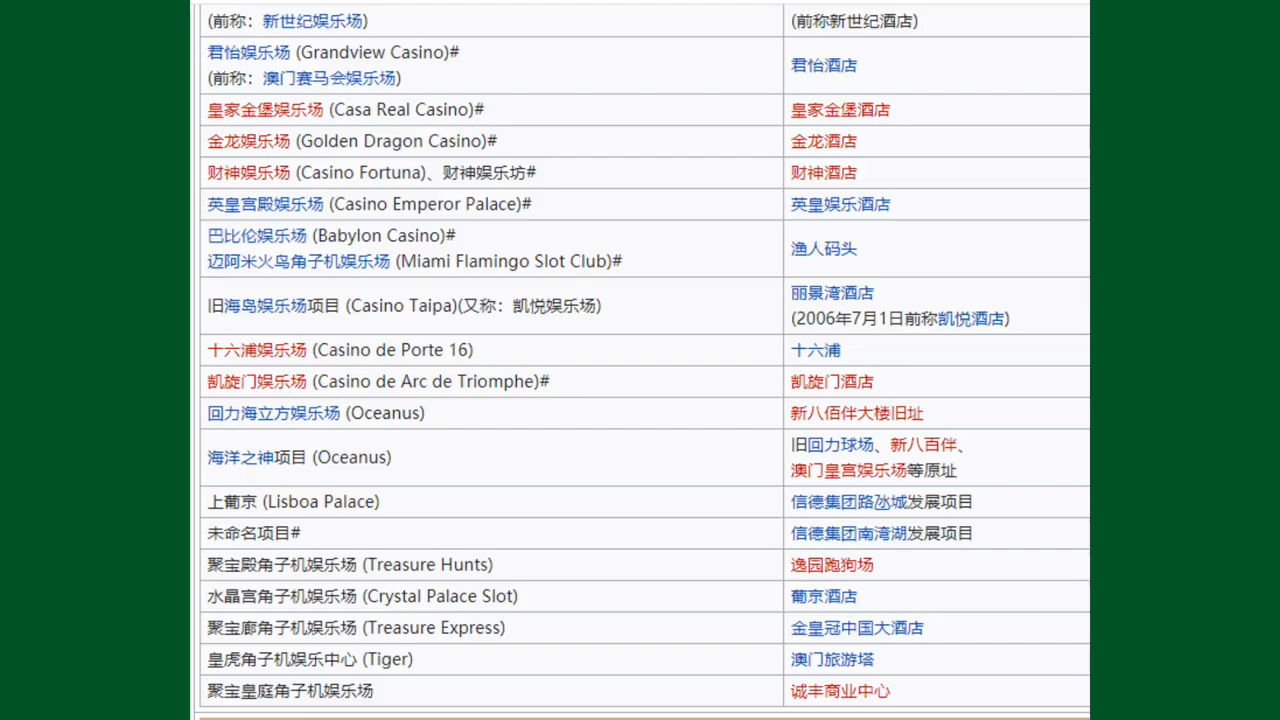 (前称：新世纪娱乐场)
(前称新世纪酒店)
君怡娱乐场 (Grandview Casino)#
(前称：澳门赛马会娱乐场)
君怡酒店
皇家金堡娱乐场 (Casa Real Casino)#
皇家金堡酒店
金龙娱乐场 (Golden Dragon Casino)#
金龙酒店
财神娱乐场 (Casino Fortuna)、财神娱乐坊#
财神酒店
英皇宫殿娱乐场 (Casino Emperor Palace)#
英皇娱乐酒店
巴比伦娱乐场 (Babylon Casino)#
迈阿米火鸟角子机娱乐场 (Miami Flamingo Slot Club)#
渔人码头
旧海岛娱乐场项目 (Casino Taipa)(又称：凯悦娱乐场)
丽景湾酒店
(2006年7月1日前称凯悦酒店)
十六浦娱乐场 (Casino de Porte 16)
十六浦
凯旋门娱乐场 (Casino de Arc de Triomphe)#
凯旋门酒店
回力海立方娱乐场 (Oceanus)
新八佰伴大楼旧址
海洋之神项目 (Oceanus)
旧回力球场、新八百伴、
澳门皇宫娱乐场等原址
上葡京 (Lisboa Palace)
信德集团路氹城发展项目
未命名项目#
信德集团南湾湖发展项目
聚宝殿角子机娱乐场 (Treasure Hunts)
逸园跑狗场
水晶宫角子机娱乐场 (Crystal Palace Slot)
葡京酒店
聚宝廊角子机娱乐场 (Treasure Express)
金皇冠中国大酒店
皇虎角子机娱乐中心 (Tiger)
澳门旅游塔
聚宝皇庭角子机娱乐场
诚丰商业中心